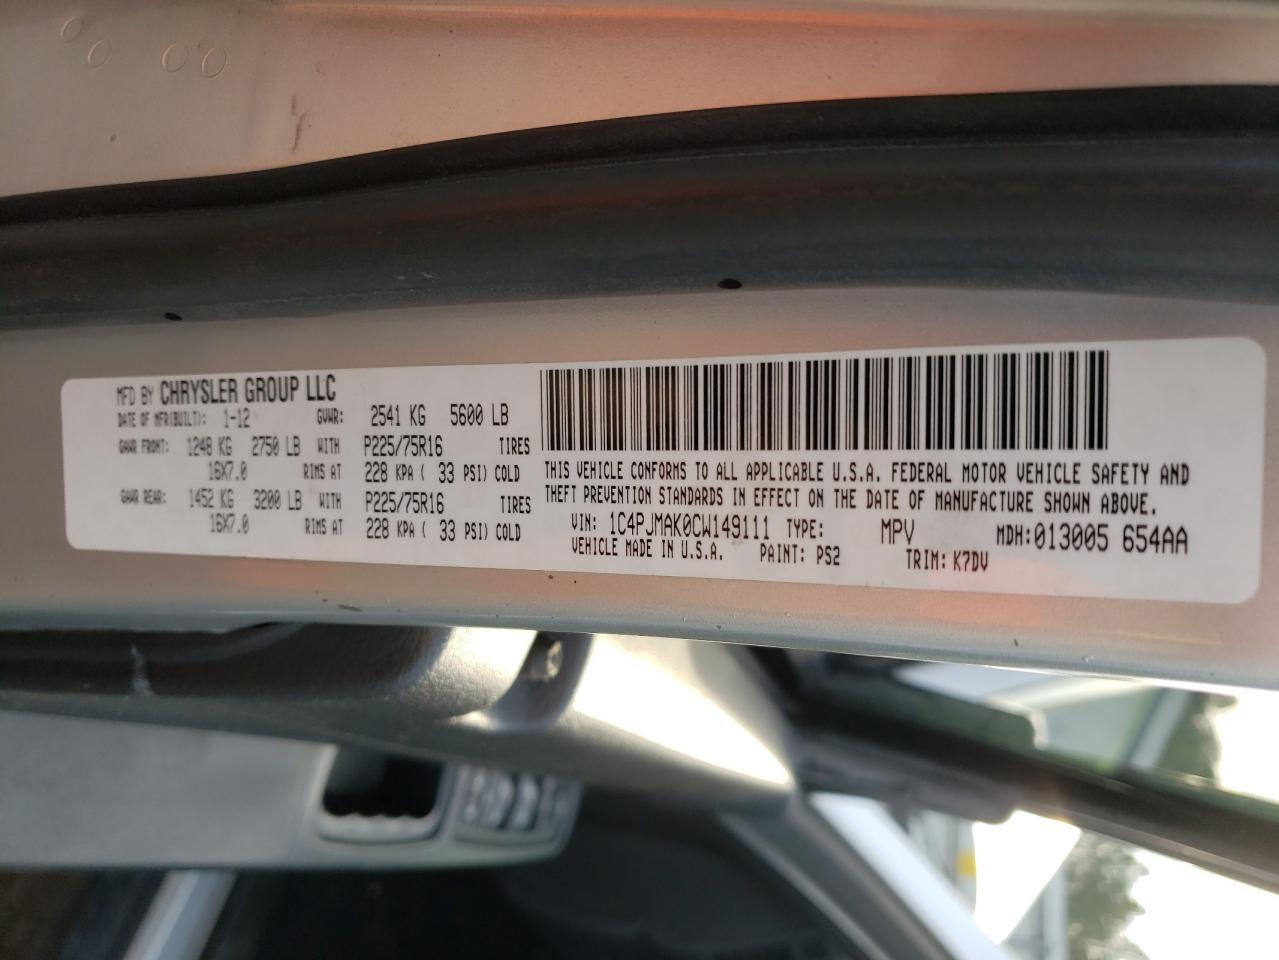 MFD BY CHRYSLER GROUP LLC
DATE OF MFR(BUILT): 1-12 GVWR: 2541 KG 5600 LB
GAWR FRONT: 1248 KG 2750 LB WITH P225/75R16 TIRES
16X7.0 RIMS AT 228 KPA ( 33 PSI) COLD
GAWR REAR: 1452 KG 3200 LB WITH P225/75R16 TIRES
16X7.0 RIMS AT 228 KPA ( 33 PSI) COLD
THIS VEHICLE CONFORMS TO ALL APPLICABLE U.S.A. FEDERAL MOTOR VEHICLE SAFETY AND
THEFT PREVENTION STANDARDS IN EFFECT ON THE DATE OF MANUFACTURE SHOWN ABOVE.
VIN: 1C4PJMAK0CW149111 TYPE: MPV MDH:013005 654AA
VEHICLE MADE IN U.S.A. PAINT: PS2 TRIM: K7DV